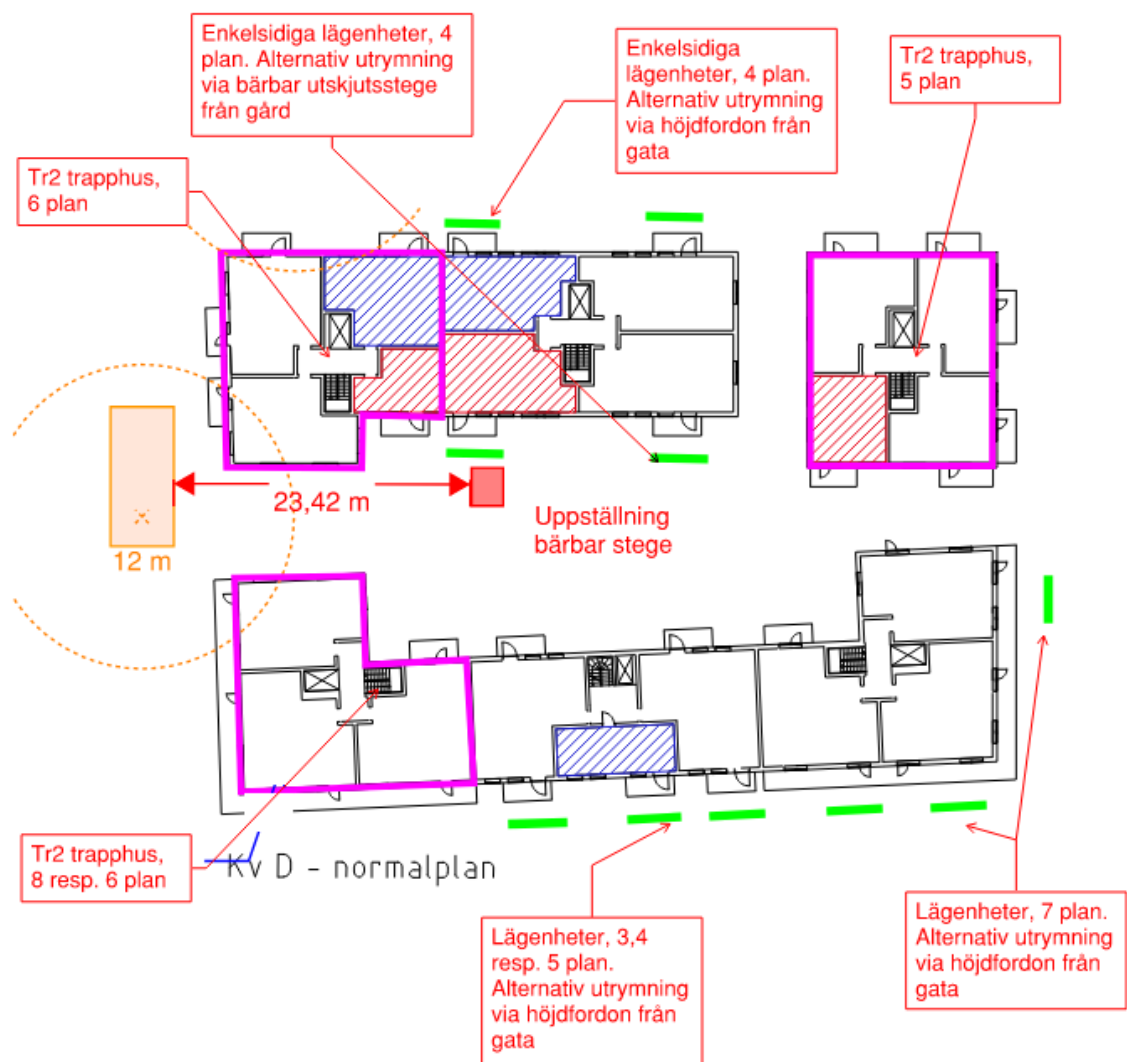 Enkelsidiga lägenheter, 4
plan. Alternativ utrymning
via bärbar utskjutsstege
från gård
Enkelsidiga
lägenheter, 4 plan.
Alternativ utrymning
via höjdfordon från
gata
Tr2 trapphus,
5 plan
Tr2 trapphus,
6 plan
23,42 m
12 m
Uppställning
bärbar stege
Tr2 trapphus,
8 resp. 6 plan
Kv D - normalplan
Lägenheter, 3,4
resp. 5 plan.
Alternativ utrymning
via höjdfordon från
gata
Lägenheter, 7 plan.
Alternativ utrymning
via höjdfordon från
gata